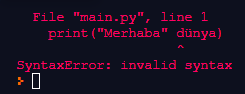 File "main.py", line 1
print("Merhaba" dünya)
^
SyntaxError: invalid syntax
>